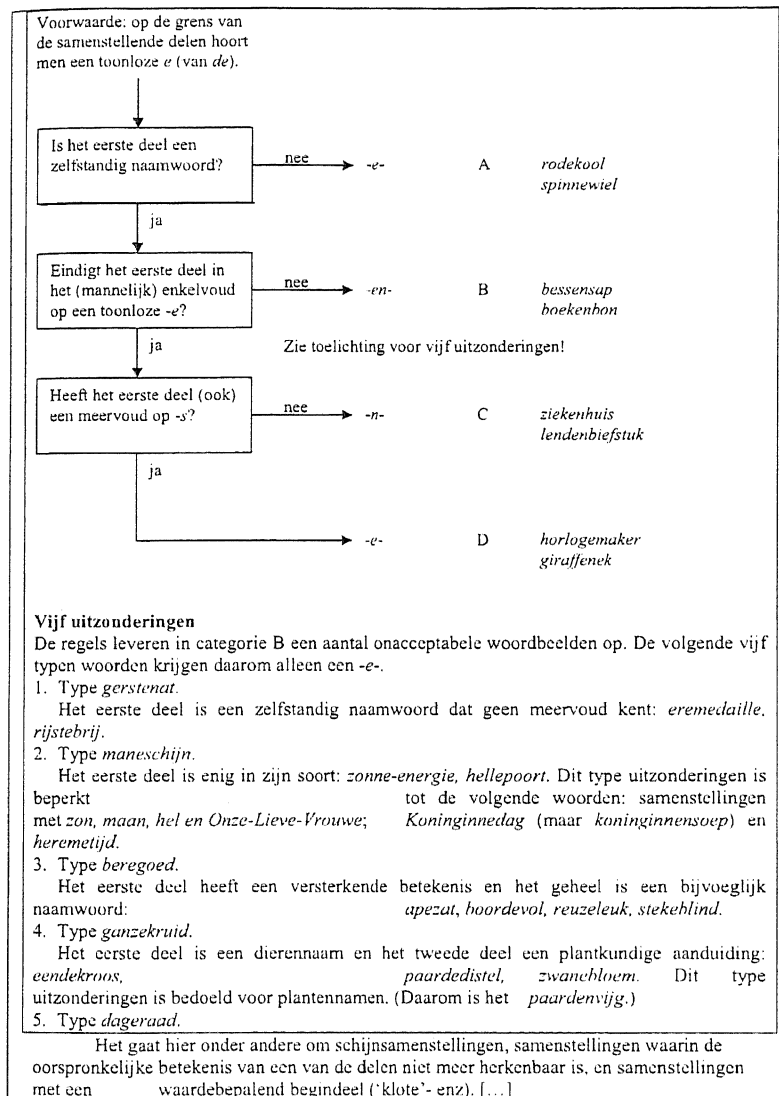 Voorwaarde: op de grens van
de samenstellende delen hoort
men een toonloze e (van de).
Is het eerste deel een
zelfstandig naamwoord?
nee
-e-
A
rodekool
spinnewiel
ja
Eindigt het eerste deel in
het (mannelijk) enkelvoud
op een toonloze -e?
nee
-en-
B
bessensap
boekenbon
ja
Zie toelichting voor vijf uitzonderingen!
Heeft het eerste deel (ook)
een meervoud op -s?
nee
-n-
C
ziekenhuis
lendenbiefstuk
ja
-e-
D
horlogemaker
giraffenek
Vijf uitzonderingen
De regels leveren in categorie B een aantal onacceptabele woordbeelden op. De volgende vijf
typen woorden krijgen daarom alleen een -e-.
1. Type gerstenat.
Het eerste deel is een zelfstandig naamwoord dat geen meervoud kent: eremedaille,
rijstebrij.
2. Type maneschijn.
Het eerste deel is enig in zijn soort: zonne-energie, hellepoort. Dit type uitzonderingen is
beperkt tot de volgende woorden: samenstellingen
met zon, maan, hel en Onze-Lieve-Vrouwe; Koninginnedag (maar koninginnensoep) en
heremetijd.
3. Type beregoed.
Het eerste deel heeft een versterkende betekenis en het geheel is een bijvoeglijk
naamwoord: apezat, boordevol, reuzeleuk, stekeblind.
4. Type ganzekruid.
Het eerste deel is een dierennaam en het tweede deel een plantkundige aanduiding:
eendekroos, paardedistel, zwanebloem. Dit type
uitzonderingen is bedoeld voor plantennamen. (Daarom is het paardenvijg.)
5. Type dageraad.
Het gaat hier onder andere om schijnsamenstellingen, samenstellingen waarin de
oorspronkelijke betekenis van een van de delen niet meer herkenbaar is, en samenstellingen
met een waardebepalend begindeel ('klote'- enz). [...]